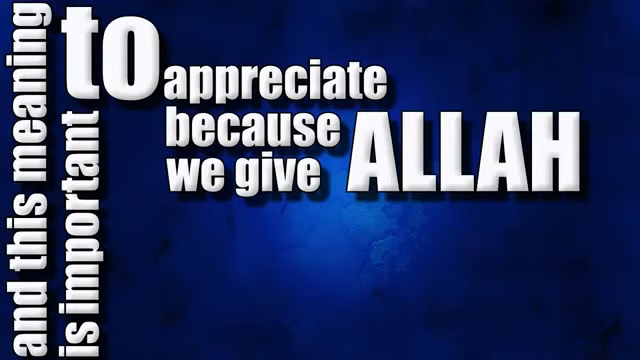 and this meaning
is important
to
appreciate
because
we give
ALLAH